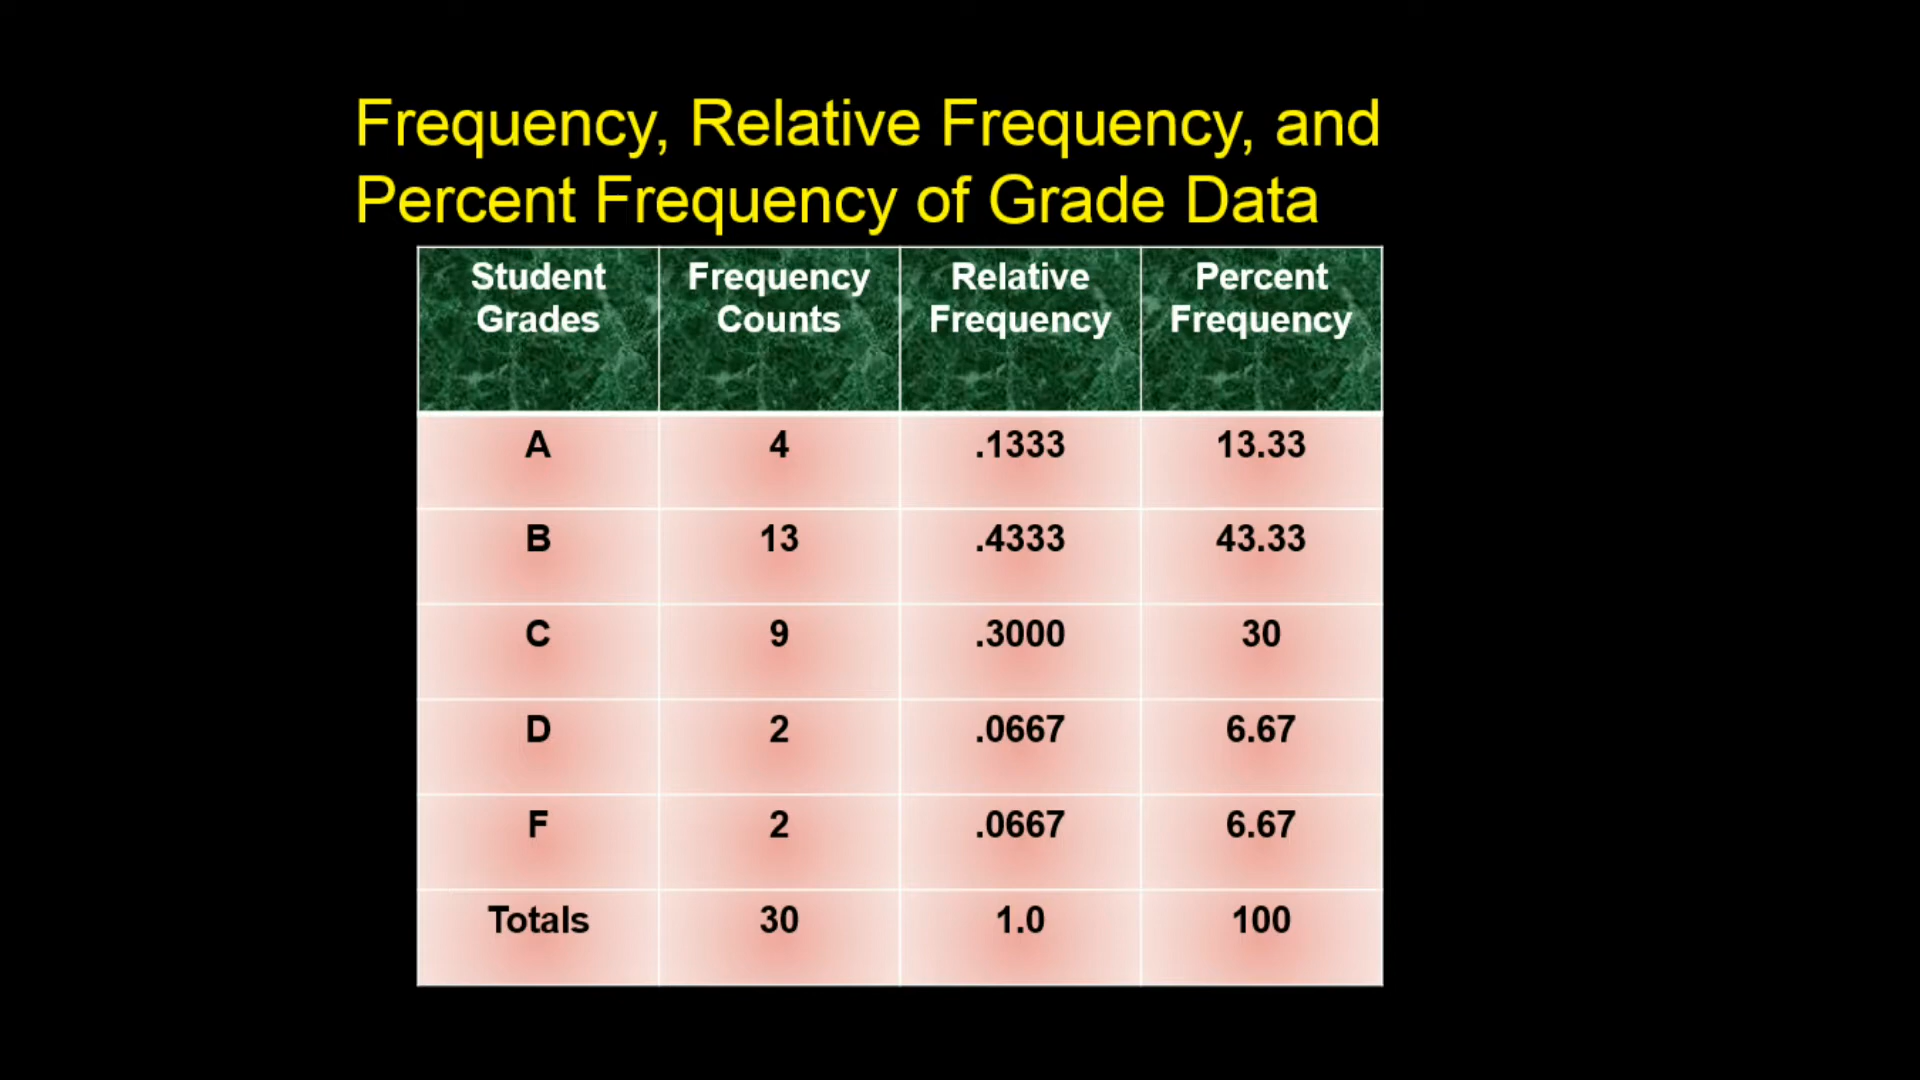 Frequency, Relative Frequency, and
Percent Frequency of Grade Data
Student Grades Frequency Counts Relative Frequency Percent Frequency
A 4 .1333 13.33
B 13 .4333 43.33
C 9 .3000 30
D 2 .0667 6.67
F 2 .0667 6.67
Totals 30 1.0 100